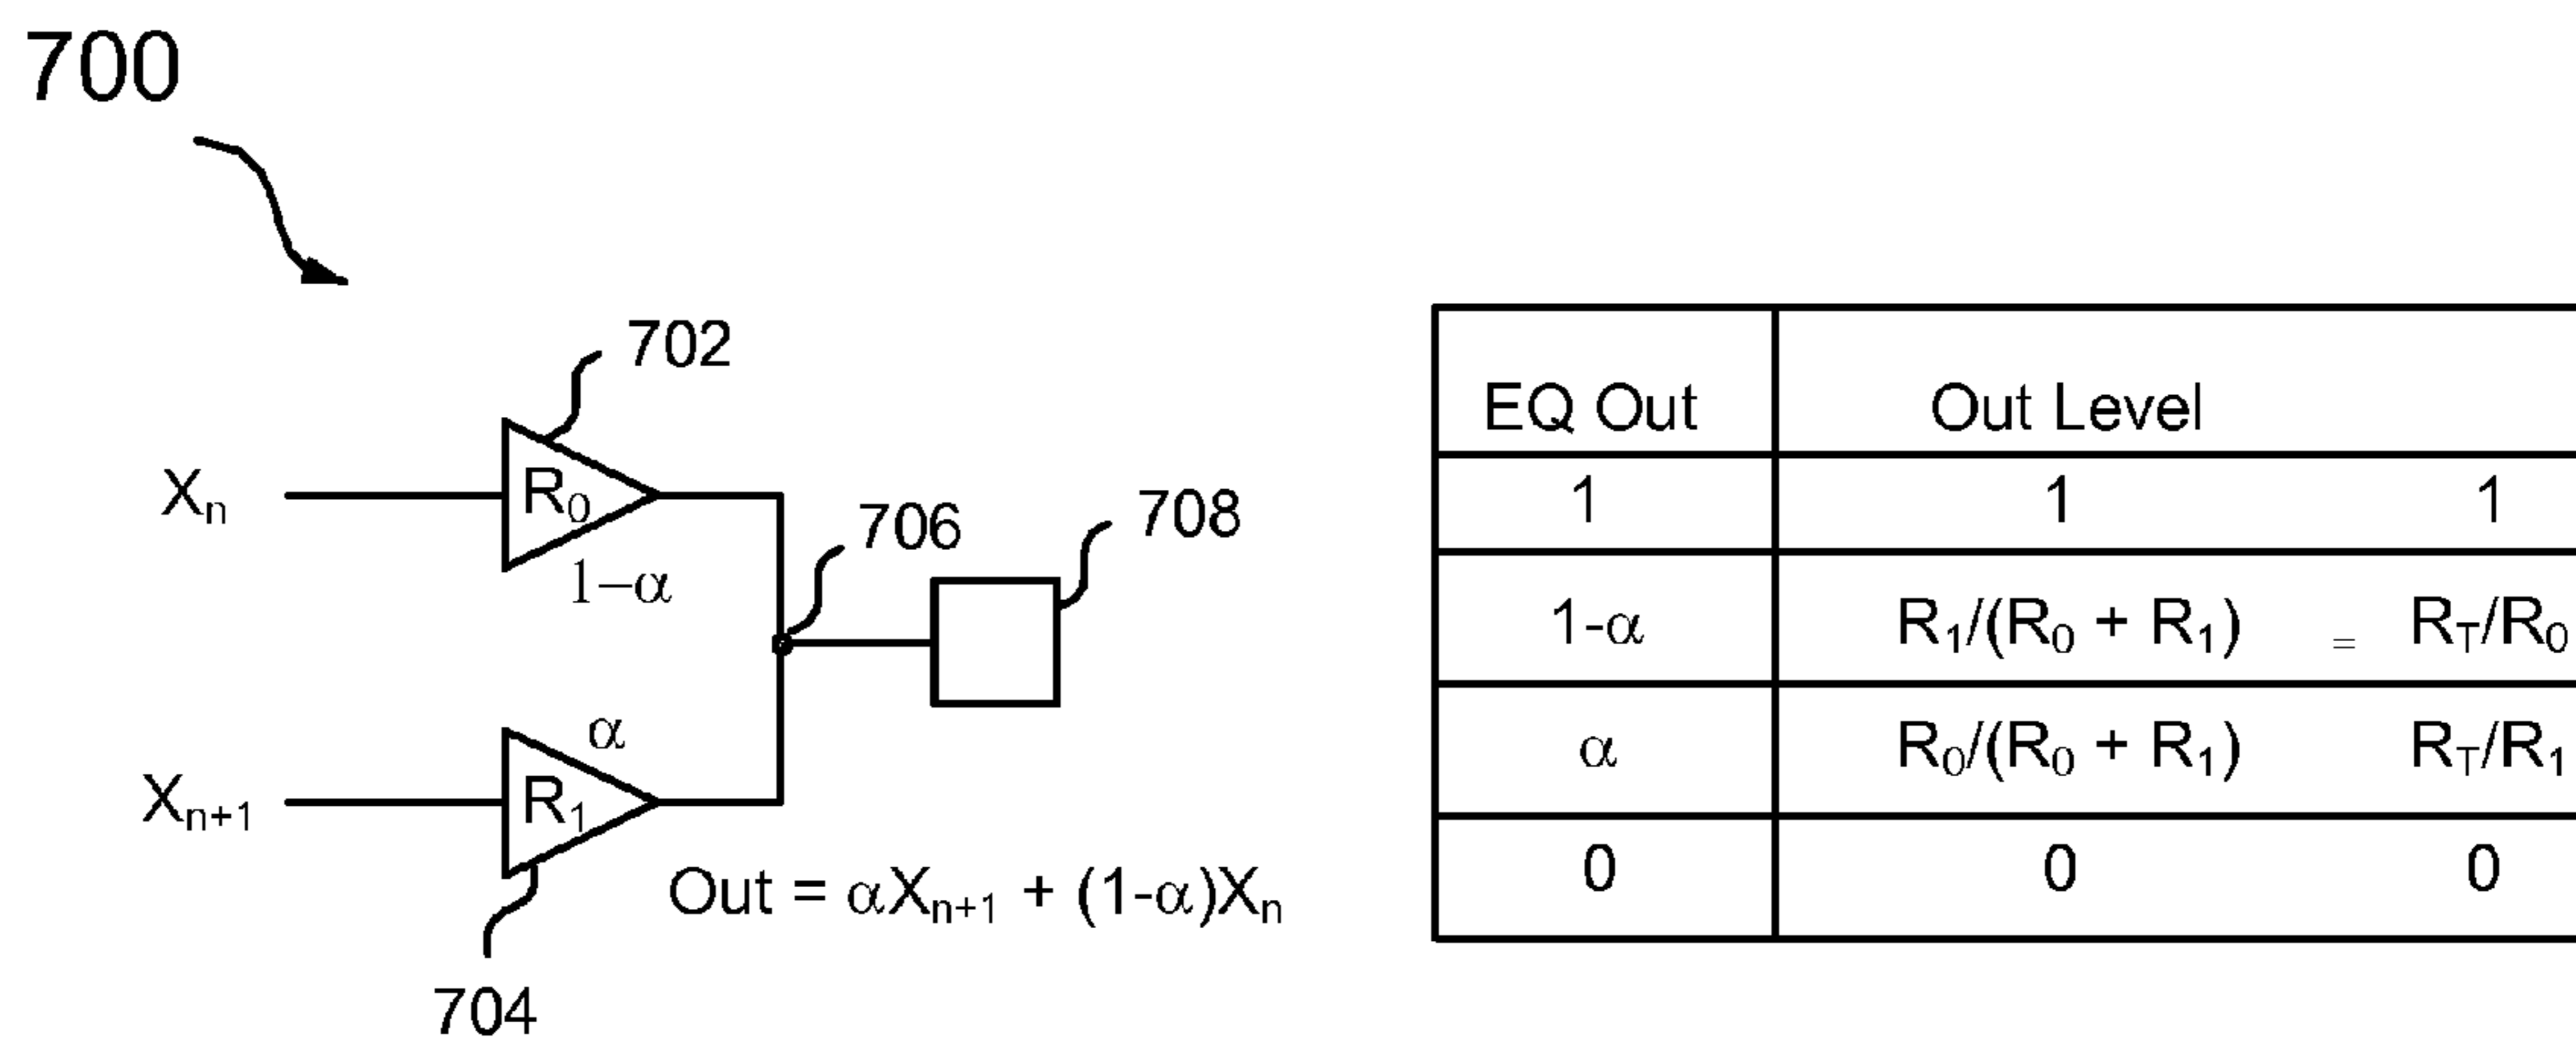 700
702
Xn
R0
1–α
706
708
Xn+1
α
R1
704
Out = αXn+1 + (1-α)Xn
EQ Out Out Level
1 1 1
1-α R1/(R0 + R1) = RT/R0
α R0/(R0 + R1) RT/R1
0 0 0